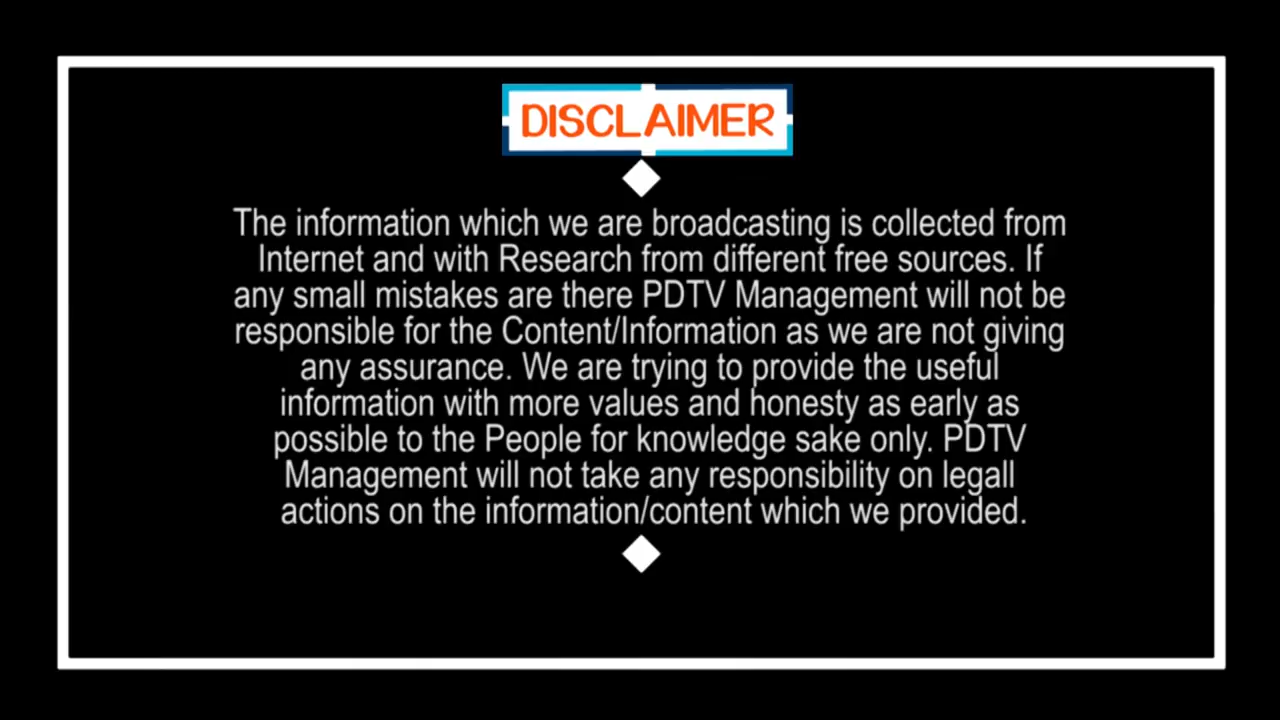 DISCLAIMER
The information which we are broadcasting is collected from
Internet and with Research from different free sources. If
any small mistakes are there PDTV Management will not be
responsible for the Content/Information as we are not giving
any assurance. We are trying to provide the useful
information with more values and honesty as early as
possible to the People for knowledge sake only. PDTV
Management will not take any responsibility on legall
actions on the information/content which we provided.